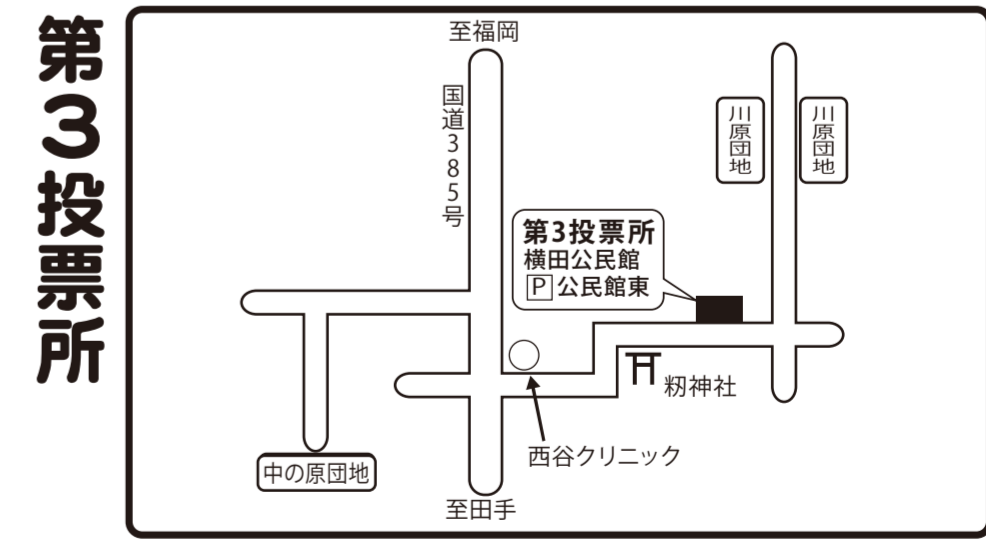 第3投票所
至福岡
国道385号
川原団地
川原団地
第3投票所
横田公民館
P公民館東
籾神社
西谷クリニック
中の原団地
至田手